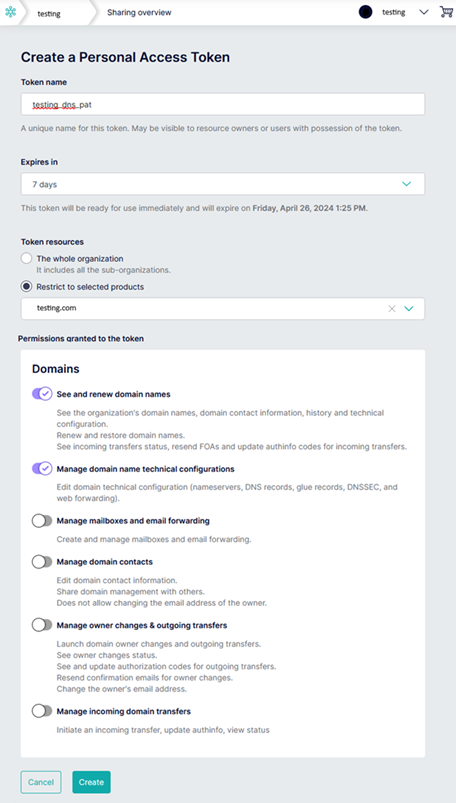 testing
Sharing overview
testing
Create a Personal Access Token
Token name
testing_dns_pat
A unique name for this token. May be visible to resource owners or users with possession of the token.
Expires in
7 days
This token will be ready for use immediately and will expire on Friday, April 26, 2024 1:25 PM.
Token resources
The whole organization
It includes all the sub-organizations.
Restrict to selected products
testing.com
Permissions granted to the token
Domains
See and renew domain names
See the organization's domain names, domain contact information, history and technical
configuration.
Renew and restore domain names.
See incoming transfers status, resend FOAs and update authinfo codes for incoming transfers.
Manage domain name technical configurations
Edit domain technical configuration (nameservers, DNS records, glue records, DNSSEC, and
web forwarding).
Manage mailboxes and email forwarding
Create and manage mailboxes and email forwarding.
Manage domain contacts
Edit domain contact information.
Share domain management with others.
Does not allow changing the email address of the owner.
Manage owner changes & outgoing transfers
Launch domain owner changes and outgoing transfers.
See owner changes status.
See and update authorization codes for outgoing transfers.
Resend confirmation emails for owner changes.
Change the owner's email address.
Manage incoming domain transfers
Initiate an incoming transfer, update authinfo, view status
Cancel
Create